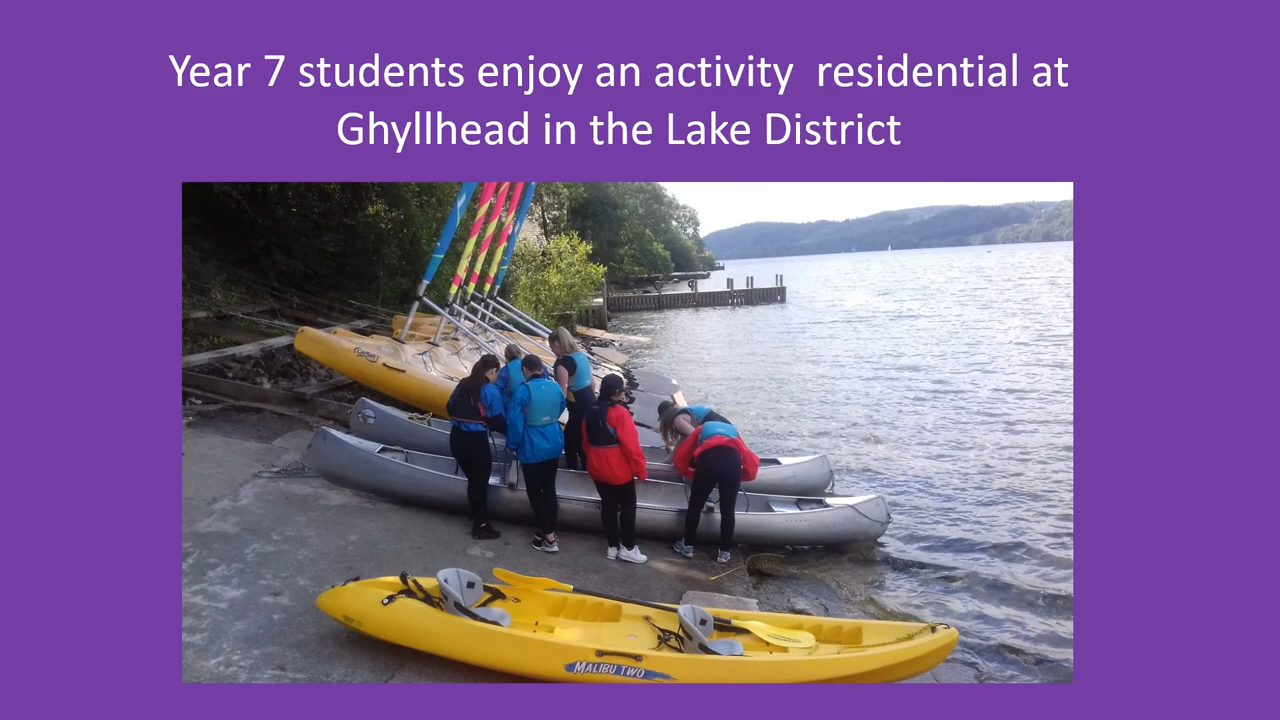 Year 7 students enjoy an activity  residential at
Ghyllhead in the Lake District
MALIBU TWO